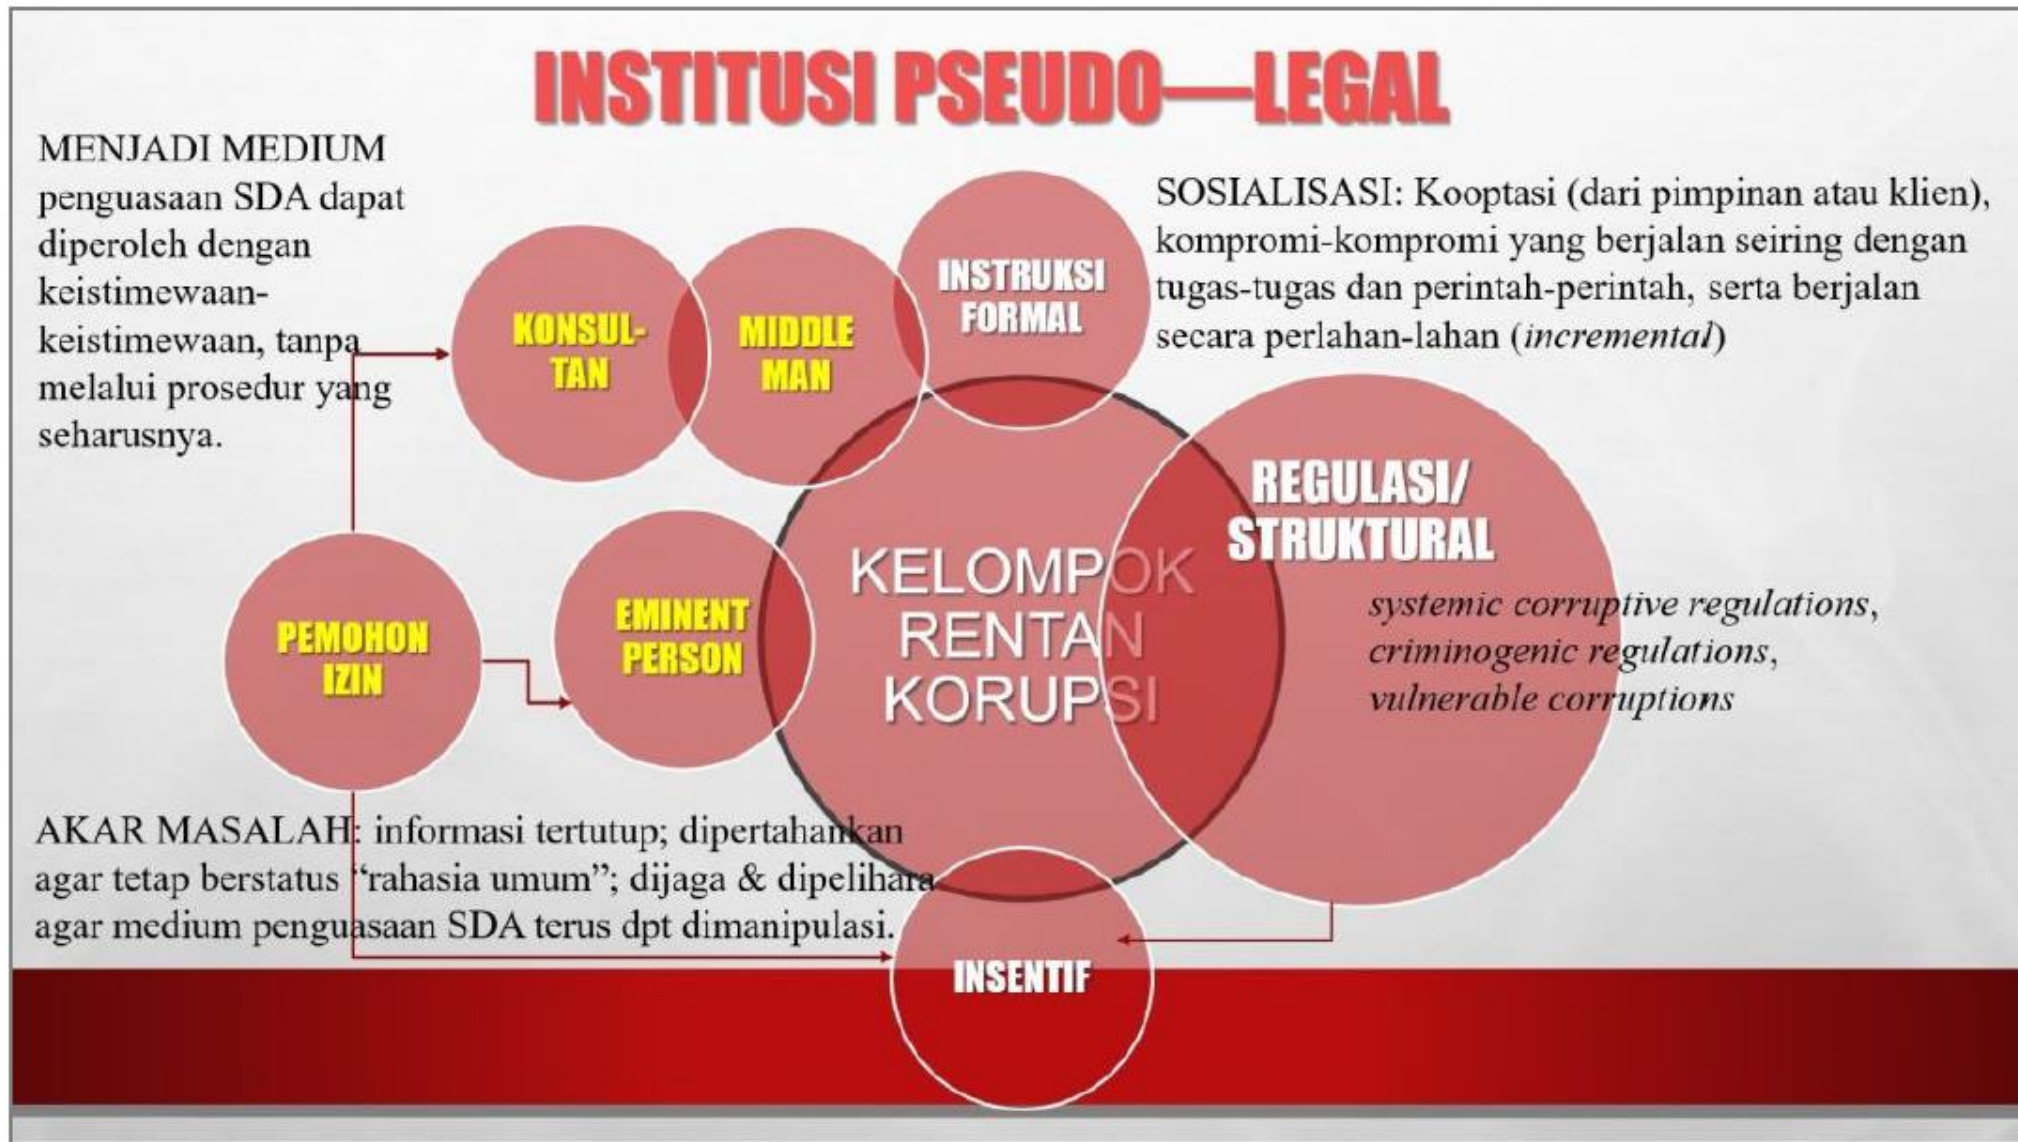 INSTITUSI PSEUDO—LEGAL
MENJADI MEDIUM
penguasaan SDA dapat
diperoleh dengan
keistimewaan-
keistimewaan, tanpa
melalui prosedur yang
seharusnya.
SOSIALISASI: Kooptasi (dari pimpinan atau klien),
kompromi-kompromi yang berjalan seiring dengan
tugas-tugas dan perintah-perintah, serta berjalan
secara perlahan-lahan (incremental)
KONSUL-
TAN
MIDDLE
MAN
INSTRUKSI
FORMAL
REGULASI/
STRUKTURAL
systemic corruptive regulations,
criminogenic regulations,
vulnerable corruptions
KELOMPOK
RENTAN
KORUPSI
EMINENT
PERSON
PEMOHON
IZIN
AKAR MASALAH: informasi tertutup; dipertahankan
agar tetap berstatus “rahasia umum”; dijaga & dipelihara
agar medium penguasaan SDA terus dpt dimanipulasi.
INSENTIF